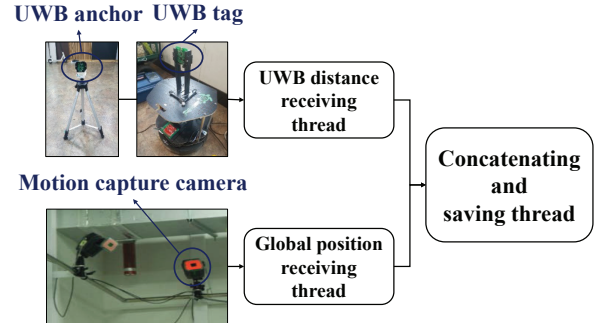 UWB anchor UWB tag
UWB distance
receiving
thread
Concatenating
and
saving thread
Motion capture camera
Global position
receiving
thread